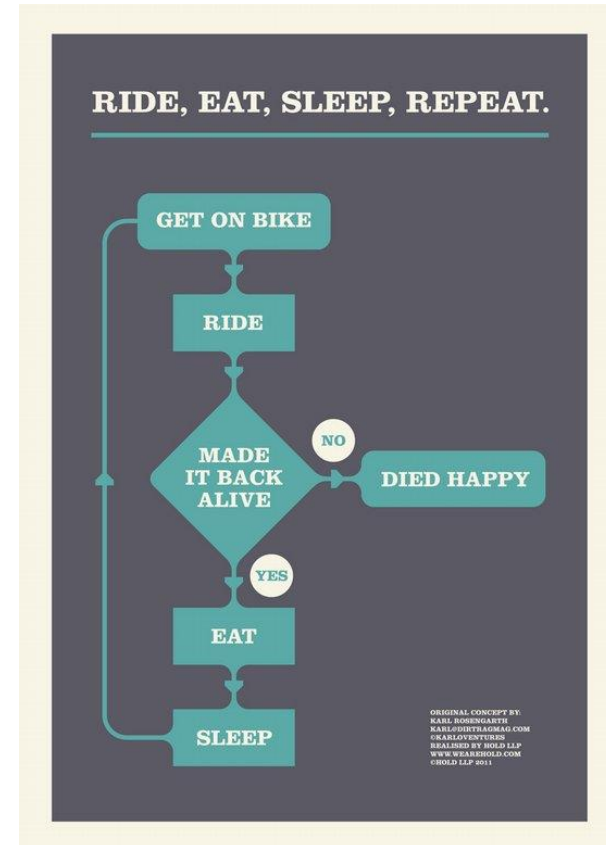 RIDE, EAT, SLEEP, REPEAT.
GET ON BIKE
RIDE
MADE
IT BACK
ALIVE
NO
DIED HAPPY
YES
EAT
SLEEP
ORIGINAL CONCEPT BY:
KARL ROSENGARTH
KARL@DIRTRAGMAG.COM
©KARLOVENTURES
REALISED BY HOLD LLP
WWW.WEAREHOLD.COM
©HOLD LLP 2011